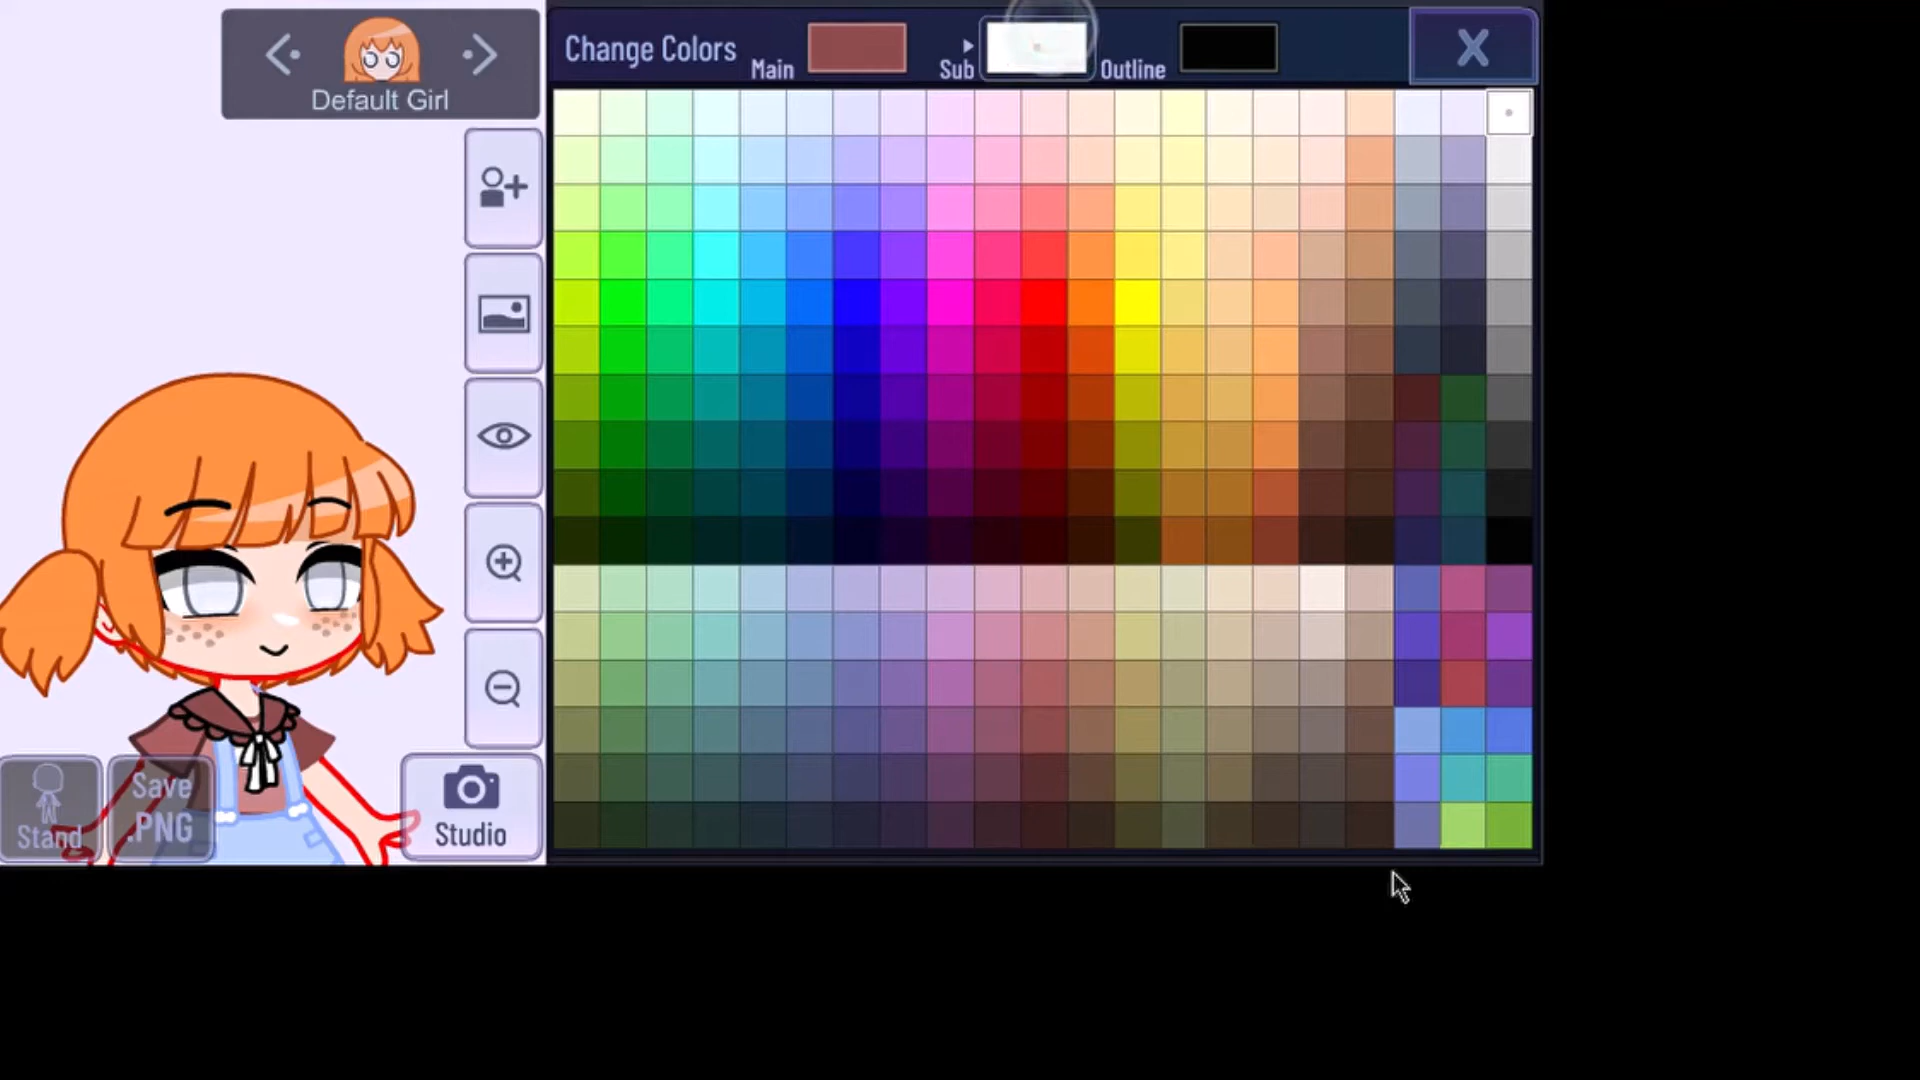 Default Girl
Change Colors
Main
Sub
Outline
X
Stand
Save
.PNG
Studio